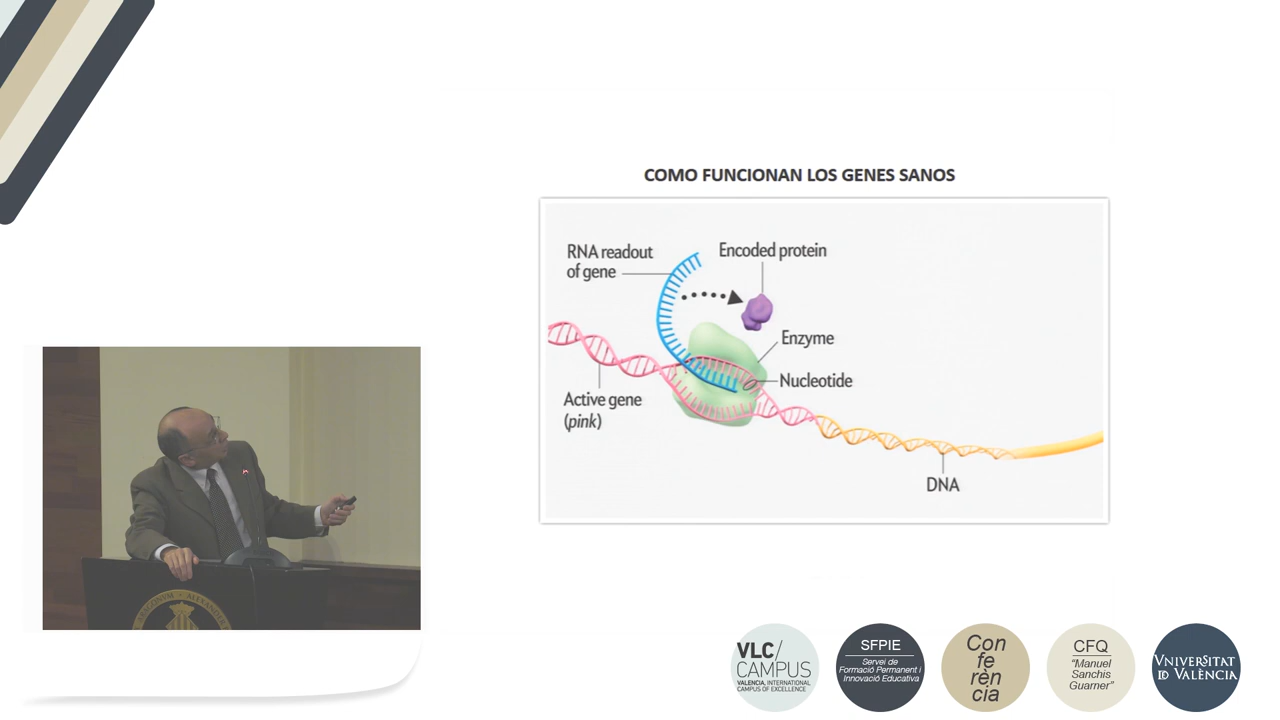 COMO FUNCIONAN LOS GENES SANOS
RNA readout
of gene
Encoded protein
Enzyme
Nucleotide
Active gene
(pink)
DNA
VLC/
CAMPUS
VALENCIA, INTERNATIONAL
CAMPUS OF EXCELLENCE
SFPIE
Servei de
Formació Permanent i
Innovació Educativa
Con
fe
rèn
cia
CFQ
"Manuel
Sanchis
Guarner"
VNIVERSITAT
ID VALÈNCIA